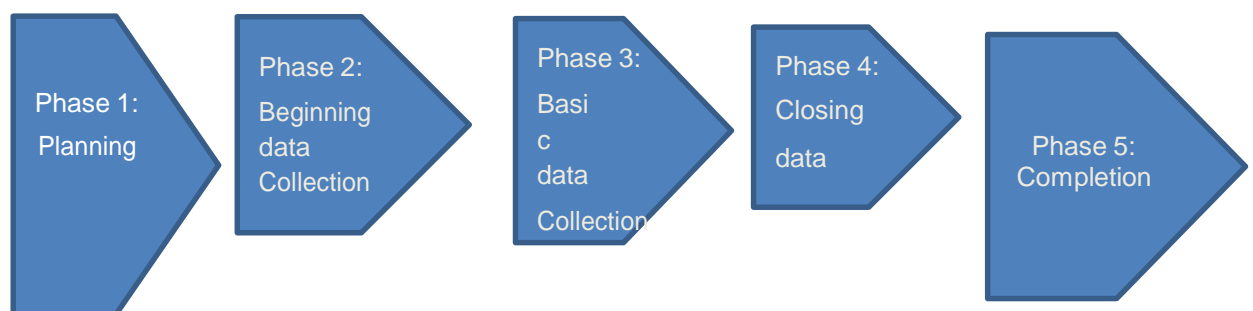 Phase 1:
Planning
Phase 2:
Beginning
data
Collection
Phase 3:
Basi
c
data
Collection
Phase 4:
Closing
data
Phase 5:
Completion